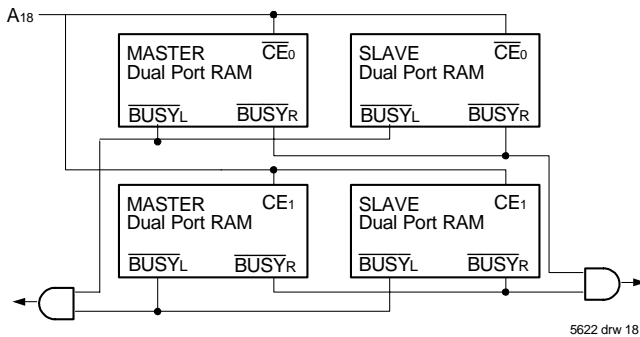 A18
MASTER CE0
Dual Port RAM
BUSYL BUSYR
SLAVE CE0
Dual Port RAM
BUSYL BUSYR
MASTER CE1
Dual Port RAM
BUSYL BUSYR
SLAVE CE1
Dual Port RAM
BUSYL BUSYR
5622 drw 18